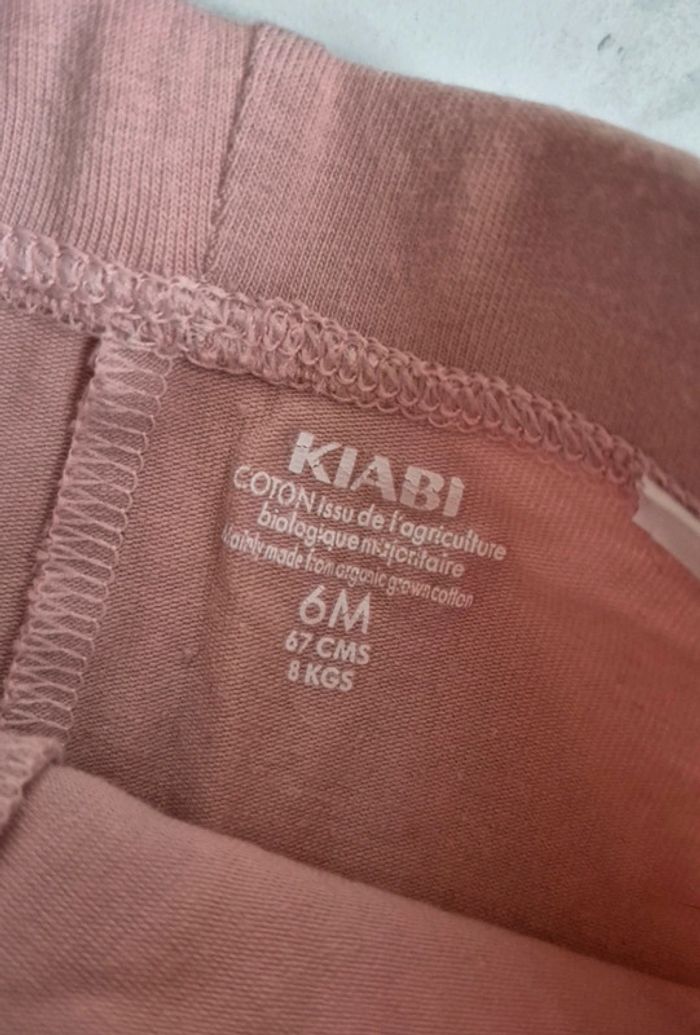 KIABI
COTON issu de l'agriculture
biologique majoritaire
Mainly made from organic grown cotton
6M
67 CMS
8 KGS